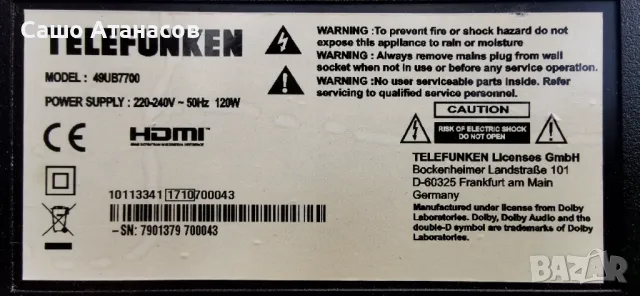 Сашо Атанасов
TELEFUNKEN
MODEL: 49UB7700
POWER SUPPLY : 220-240V ~ 50Hz 120W
CE HDMI
HIGH DEFINITION MULTIMEDIA INTERFACE
10113341 1710 700043
-SN: 7901379 700043
WARNING :To prevent fire or shock hazard do not
expose this appliance to rain or moisture
WARNING : Always remove mains plug from wall
socket when not in use or before any service operation.
WARNING :No user serviceable parts inside. Refer
servicing to qualified service personnel.
CAUTION
RISK OF ELECTRIC SHOCK
DO NOT OPEN
TELEFUNKEN Licenses GmbH
Bockenheimer Landstraße 101
D-60325 Frankfurt am Main
Germany
Manufactured under license from Dolby
Laboratories. Dolby, Dolby Audio and the
double-D symbol are trademarks of Dolby
Laboratories.
BAZAR